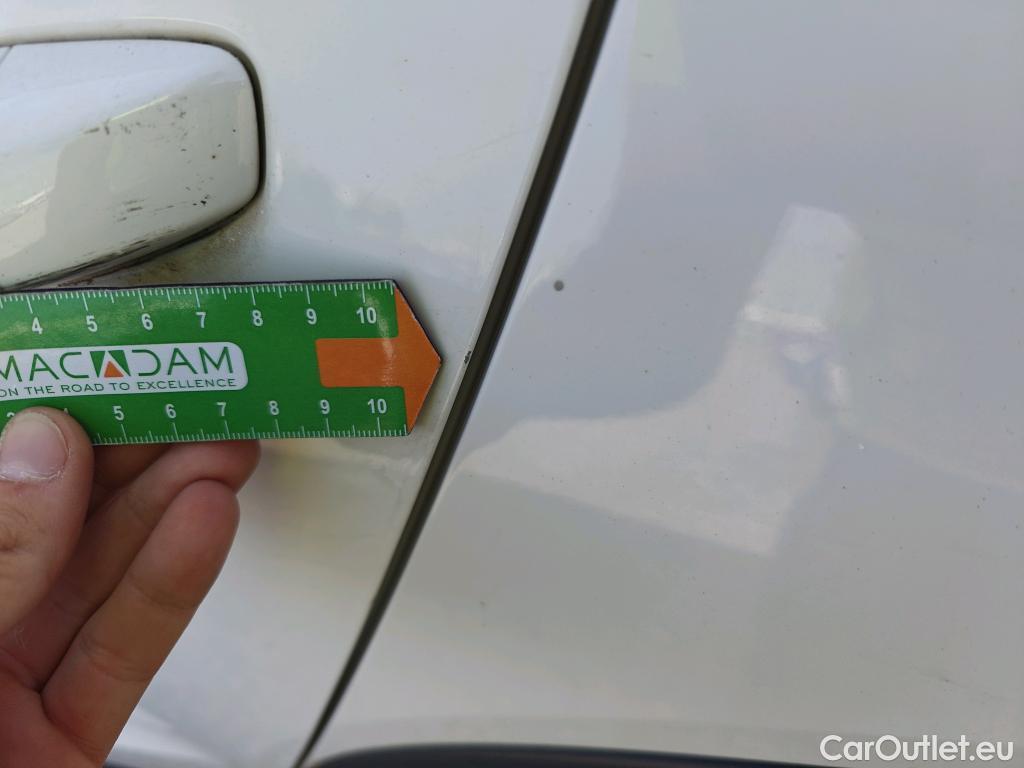 4 5 6 7 8 9 10
MACADAM
ON THE ROAD TO EXCELLENCE
5 6 7 8 9 10
CarOutlet.eu